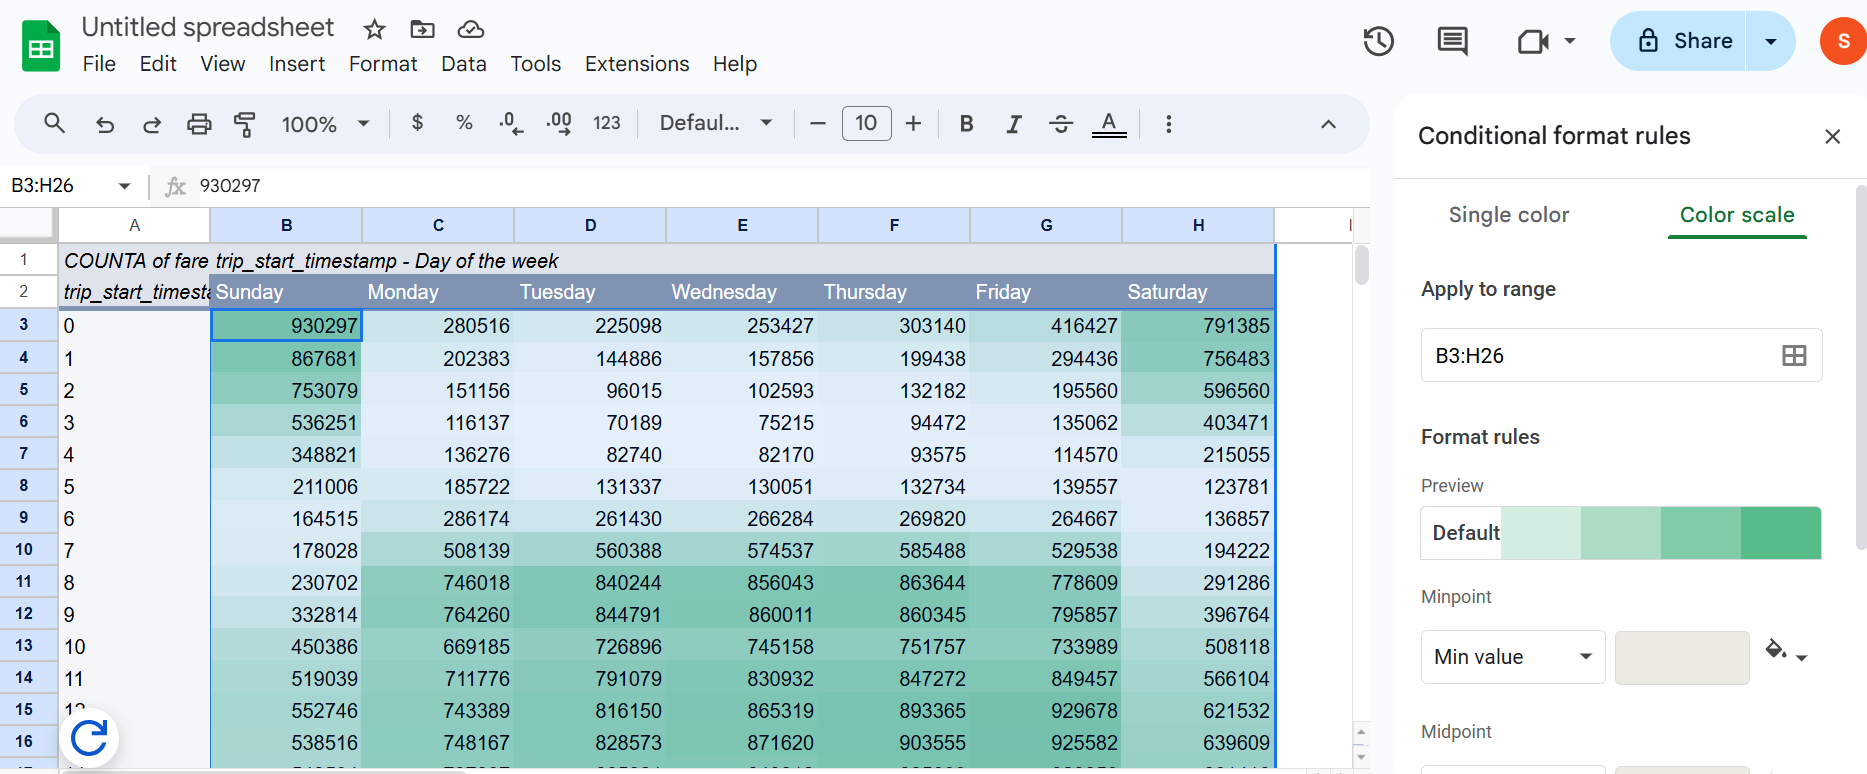 Untitled spreadsheet
File Edit View Insert Format Data Tools Extensions Help
Share
S
100% $ % .0 .00 123 Defaul... 10 B I S A
B3:H26 fx 930297
A B C D E F G H
1 COUNTA of fare trip_start_timestamp - Day of the week
2 trip_start_timesta Sunday Monday Tuesday Wednesday Thursday Friday Saturday
3 0 930297 280516 225098 253427 303140 416427 791385
4 1 867681 202383 144886 157856 199438 294436 756483
5 2 753079 151156 96015 102593 132182 195560 596560
6 3 536251 116137 70189 75215 94472 135062 403471
7 4 348821 136276 82740 82170 93575 114570 215055
8 5 211006 185722 131337 130051 132734 139557 123781
9 6 164515 286174 261430 266284 269820 264667 136857
10 7 178028 508139 560388 574537 585488 529538 194222
11 8 230702 746018 840244 856043 863644 778609 291286
12 9 332814 764260 844791 860011 860345 795857 396764
13 10 450386 669185 726896 745158 751757 733989 508118
14 11 519039 711776 791079 830932 847272 849457 566104
15 12 552746 743389 816150 865319 893365 929678 621532
16 538516 748167 828573 871620 903555 925582 639609
Conditional format rules
Single color Color scale
Apply to range
B3:H26
Format rules
Preview
Default
Minpoint
Min value
Midpoint